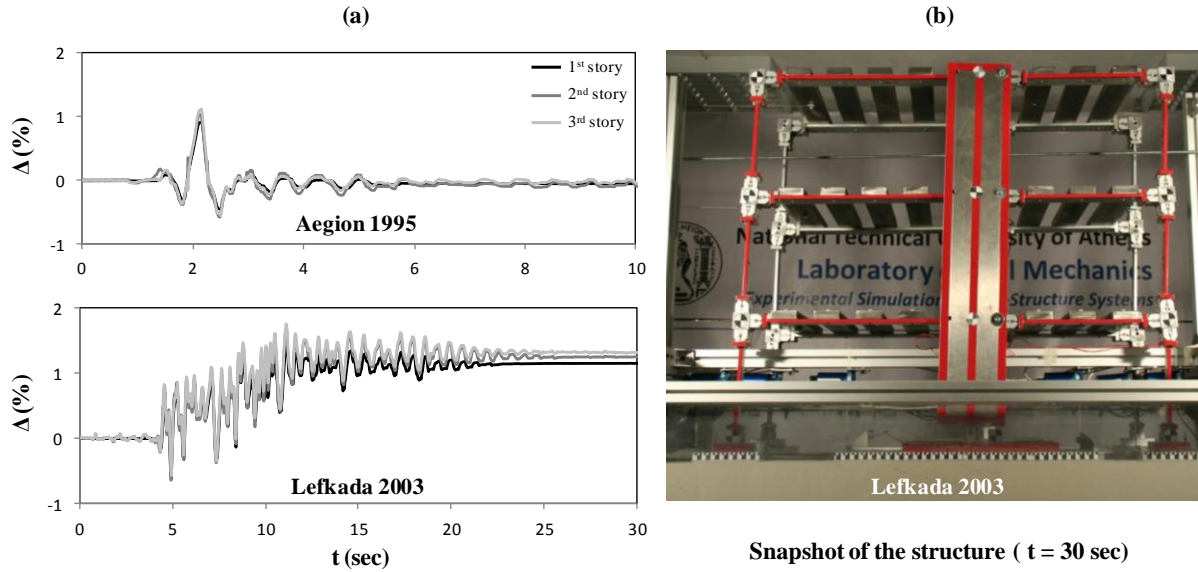 (a)
(b)
2
1
0
-1
Δ (%)
1st story
2nd story
3rd story
Aegion 1995
0
2
4
6
8
10
2
1
0
-1
Δ (%)
Lefkada 2003
0
5
10
15
20
25
30
t (sec)
National Technical University of Athens
Laboratory Mechanics
Experimental Simulation -Structure Systems
Lefkada 2003
Snapshot of the structure ( t = 30 sec)